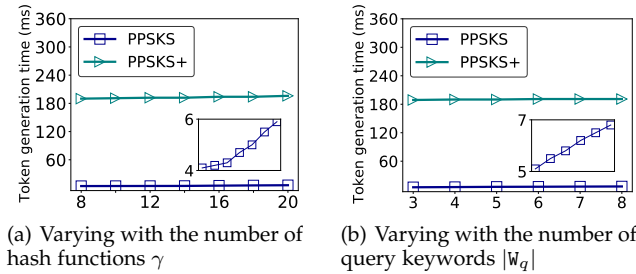 Token generation time (ms)
360
300
240
180
120
60
PPSKS
PPSKS+
6
4
8
12
14
16
18
20
(a) Varying with the number of
hash functions γ
Token generation time (ms)
360
300
240
180
120
60
PPSKS
PPSKS+
7
5
3
4
5
6
7
8
(b) Varying with the number of
query keywords |W_q|